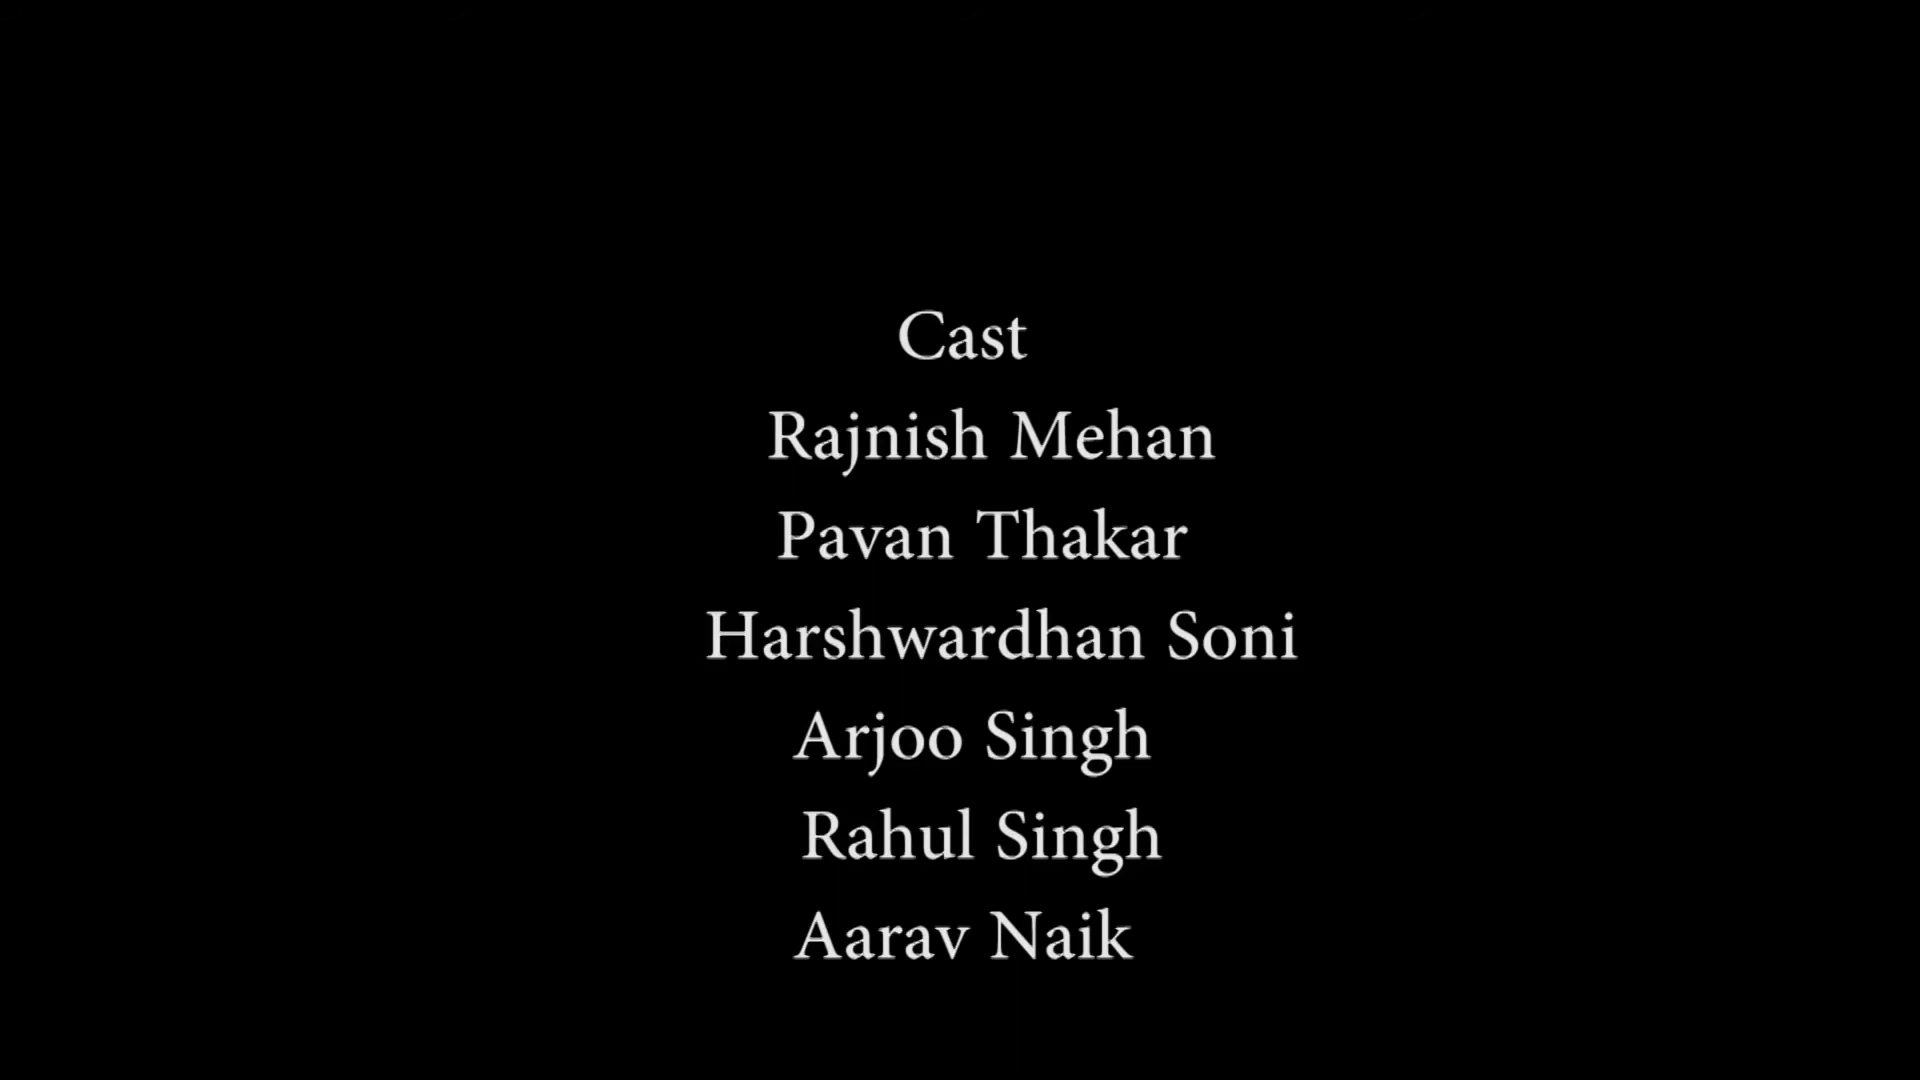 Cast
Rajnish Mehan
Pavan Thakar
Harshwardhan Soni
Arjoo Singh
Rahul Singh
Aarav Naik